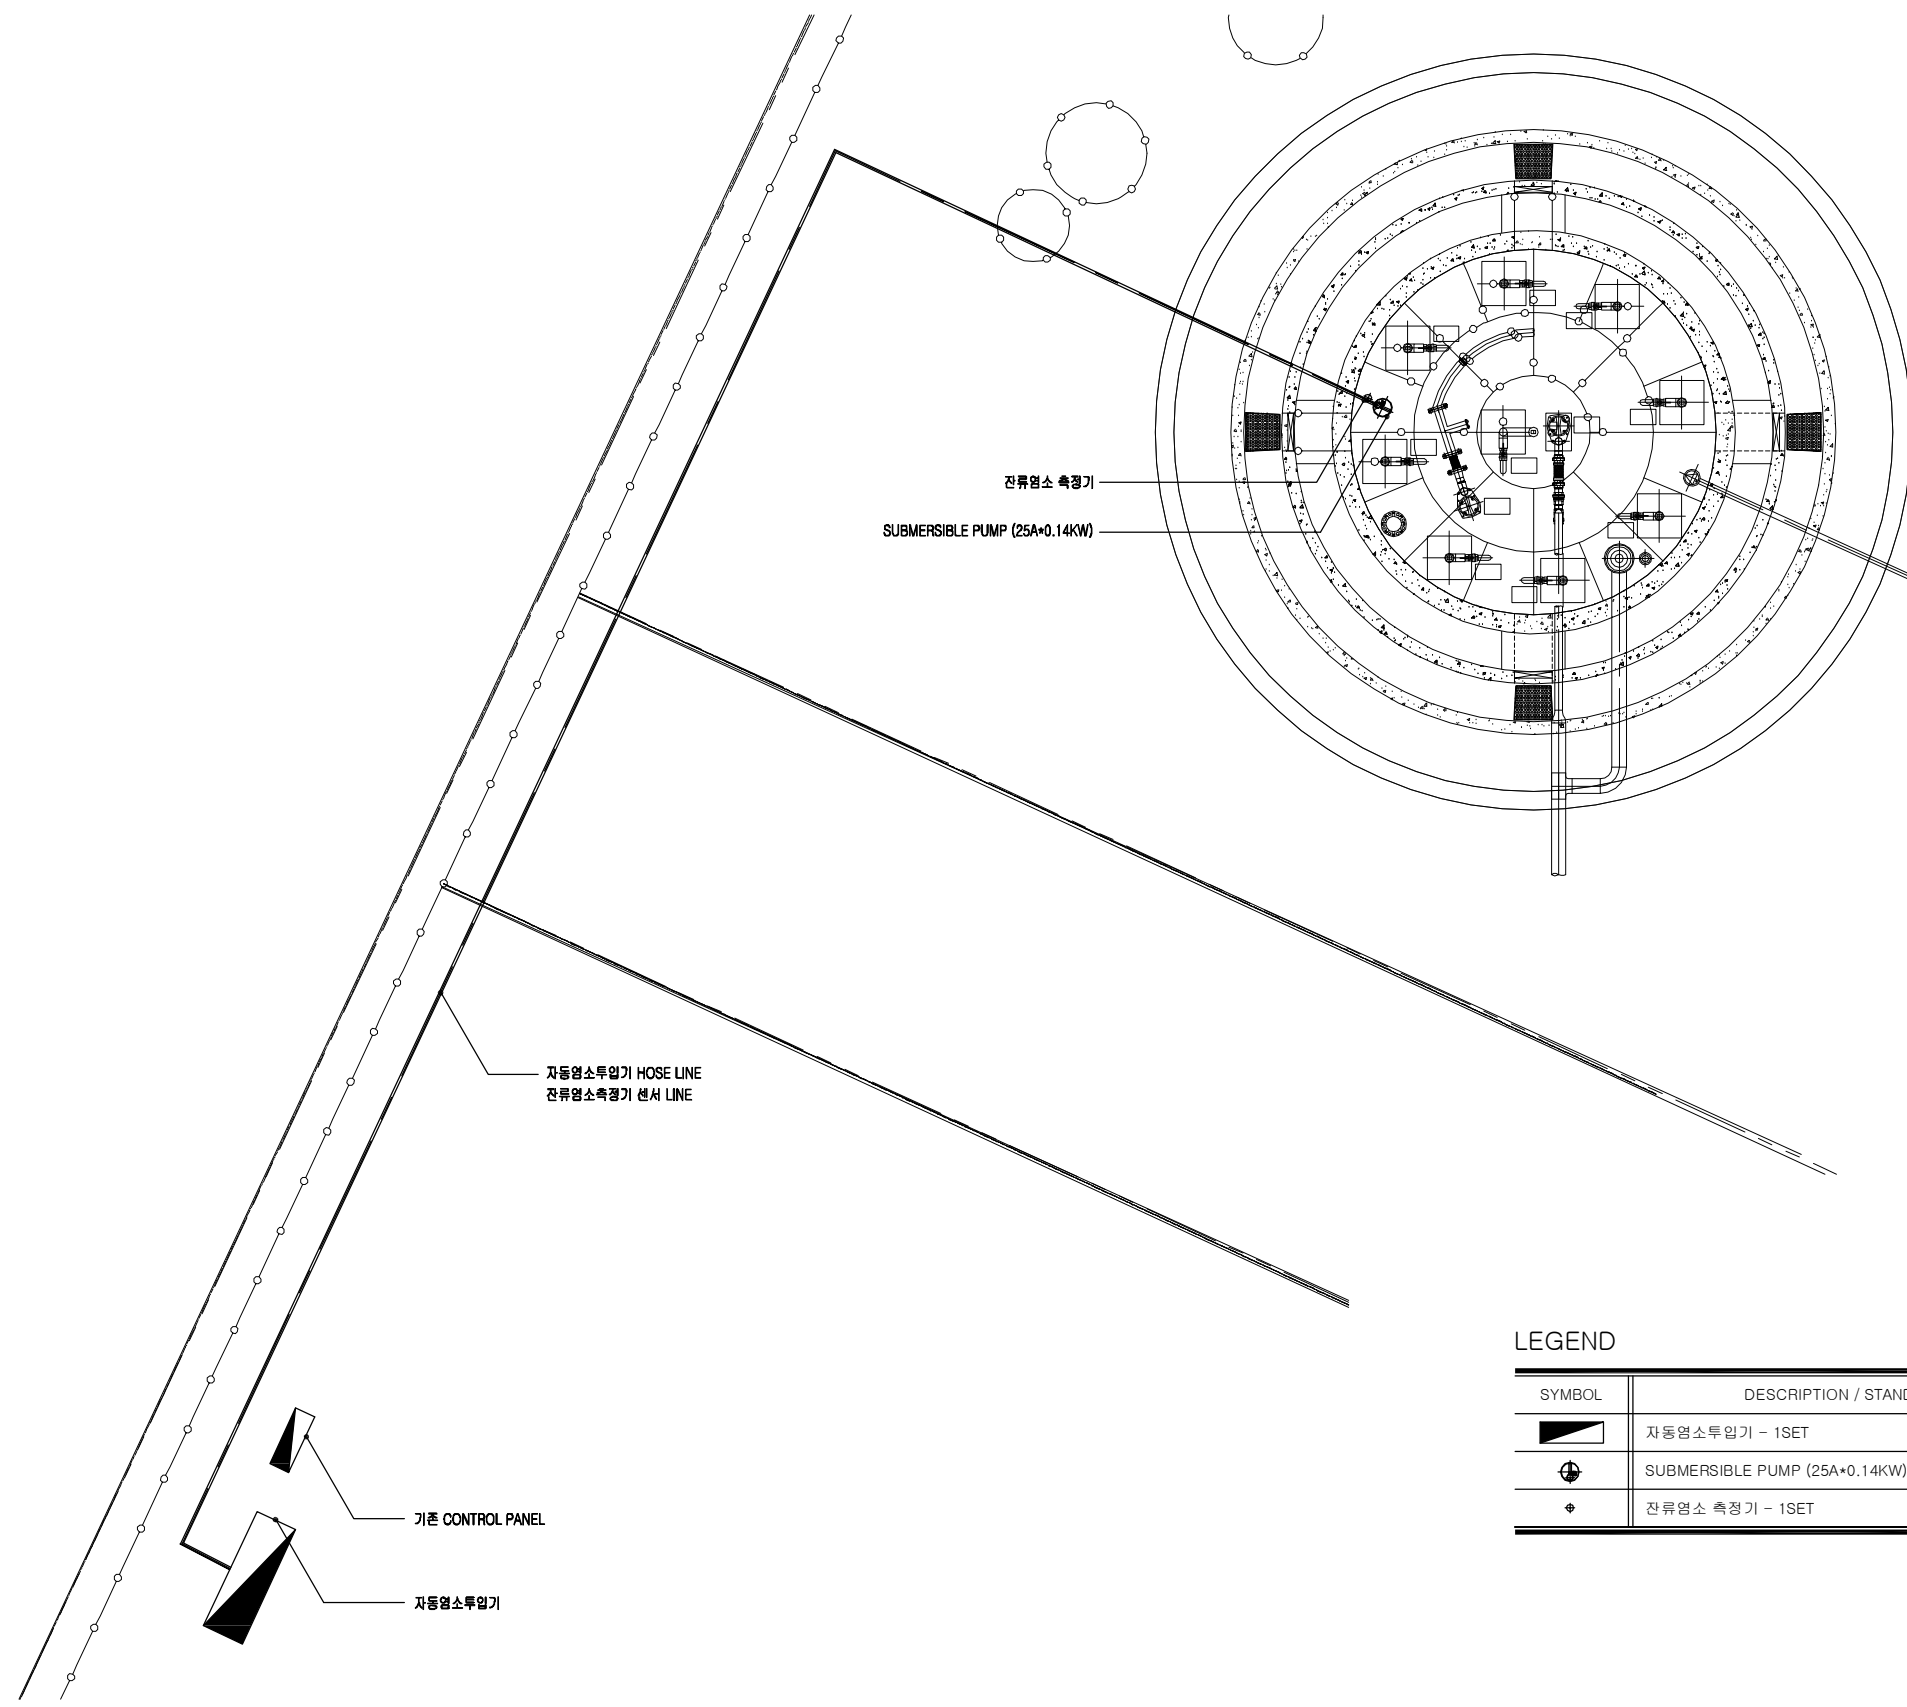 잔류염소 측정기
SUBMERSIBLE PUMP (25A*0.14KW)
자동염소투입기 HOSE LINE
잔류염소측정기 센서 LINE
기존 CONTROL PANEL
자동염소투입기
LEGEND
SYMBOL DESCRIPTION / STAND
자동염소투입기 - 1SET
SUBMERSIBLE PUMP (25A*0.14KW)
잔류염소 측정기 - 1SET